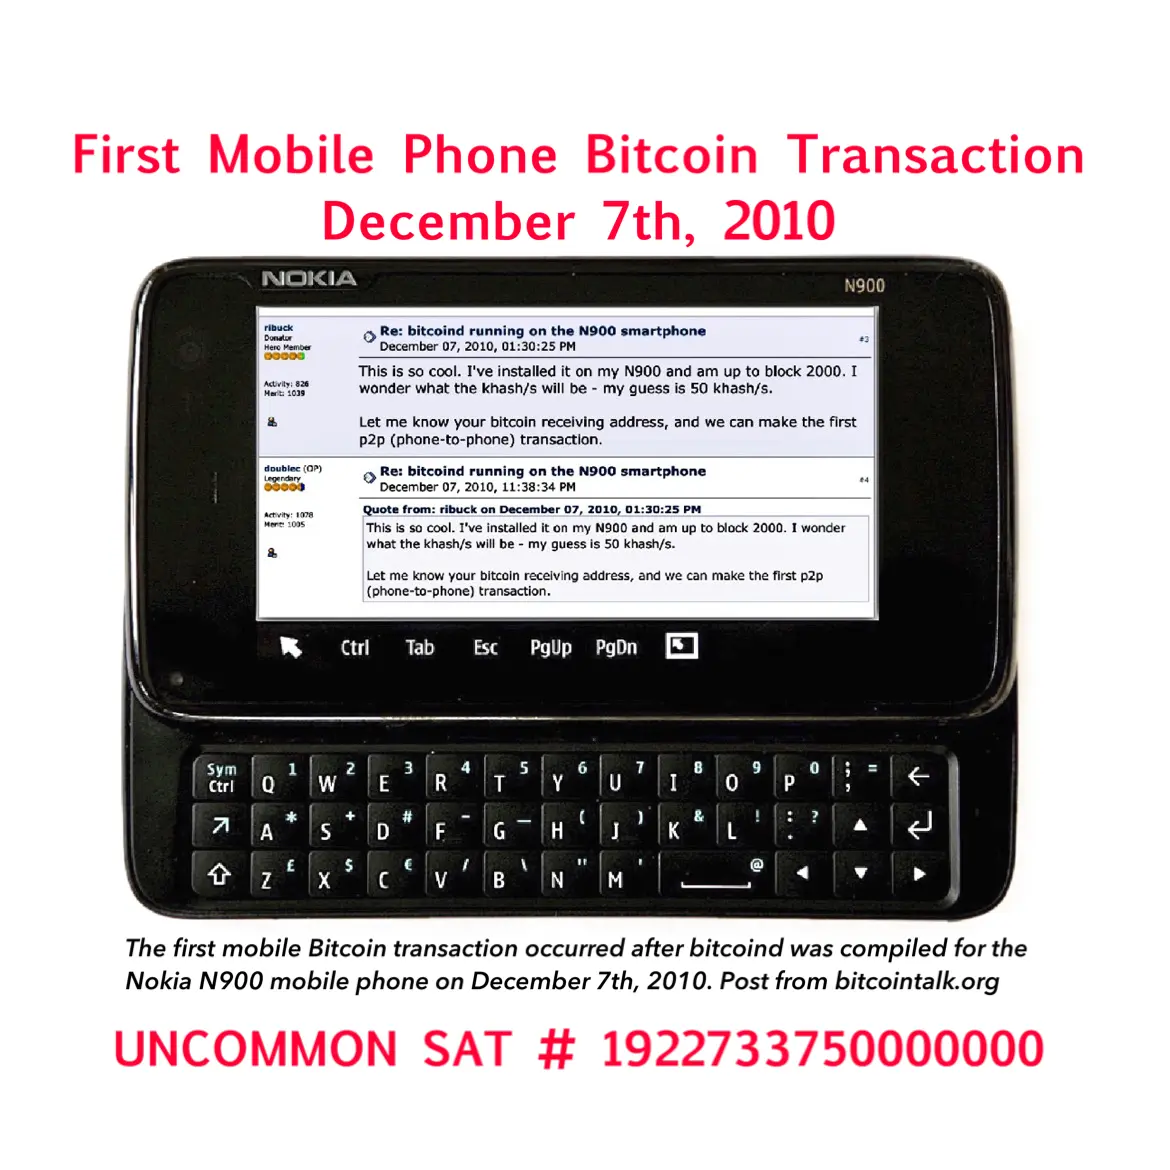 First Mobile Phone Bitcoin Transaction
December 7th, 2010
NOKIA
N900
ribuck
Donator
Hero Member
Activity: 826
Merit: 1039
Re: bitcoind running on the N900 smartphone
December 07, 2010, 01:30:25 PM
#3
This is so cool. I've installed it on my N900 and am up to block 2000. I
wonder what the khash/s will be - my guess is 50 khash/s.
Let me know your bitcoin receiving address, and we can make the first
p2p (phone-to-phone) transaction.
doublec (OP)
Legendary
Activity: 1078
Merit: 1005
Re: bitcoind running on the N900 smartphone
December 07, 2010, 11:38:34 PM
#4
Quote from: ribuck on December 07, 2010, 01:30:25 PM
This is so cool. I've installed it on my N900 and am up to block 2000. I wonder
what the khash/s will be - my guess is 50 khash/s.
Let me know your bitcoin receiving address, and we can make the first p2p
(phone-to-phone) transaction.
Ctrl Tab Esc PgUp PgDn
Sym 1 2 3 4 5 6 7 8 9 0 ; =
Ctrl Q W E R T Y U I O P ,
* + # - _ ( ) & ! : ?
A S D F G H J K L .
£ $ € / \ " ' @
Z X C V B N M
The first mobile Bitcoin transaction occurred after bitcoind was compiled for the
Nokia N900 mobile phone on December 7th, 2010. Post from bitcointalk.org
UNCOMMON SAT # 1922733750000000